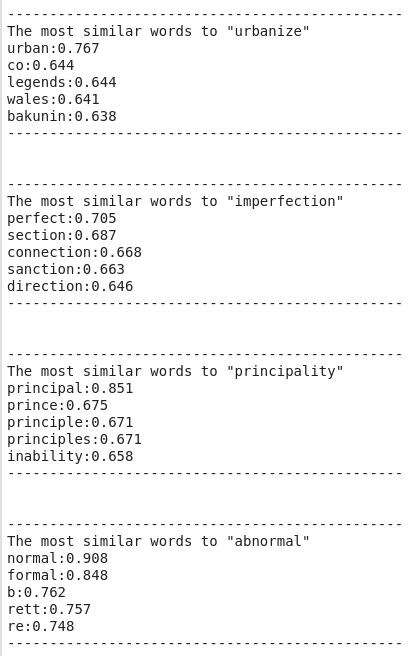 -----------------------------------------------
The most similar words to "urbanize"
urban:0.767
co:0.644
legends:0.644
wales:0.641
bakunin:0.638
-----------------------------------------------
-----------------------------------------------
The most similar words to "imperfection"
perfect:0.705
section:0.687
connection:0.668
sanction:0.663
direction:0.646
-----------------------------------------------
-----------------------------------------------
The most similar words to "principality"
principal:0.851
prince:0.675
principle:0.671
principles:0.671
inability:0.658
-----------------------------------------------
-----------------------------------------------
The most similar words to "abnormal"
normal:0.908
formal:0.848
b:0.762
rett:0.757
re:0.748
-----------------------------------------------